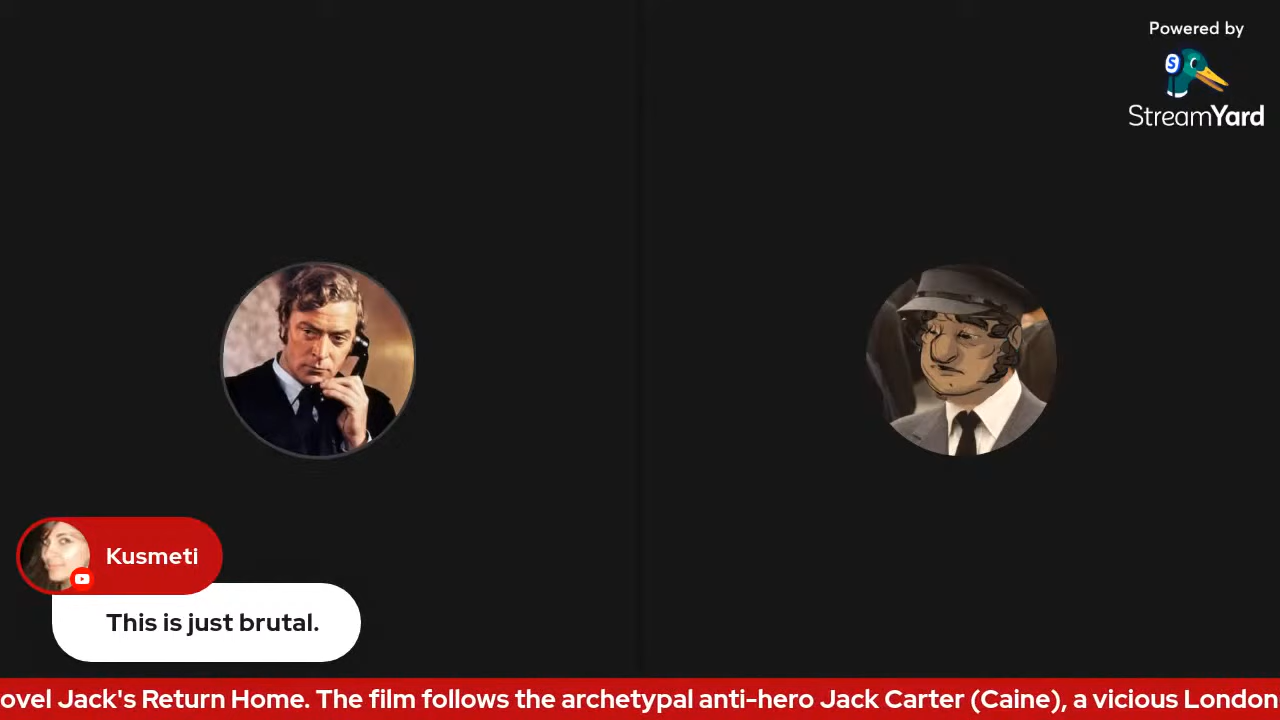 Powered by
S
StreamYard
Kusmeti
This is just brutal.
ovel Jack's Return Home. The film follows the archetypal anti-hero Jack Carter (Caine), a vicious London